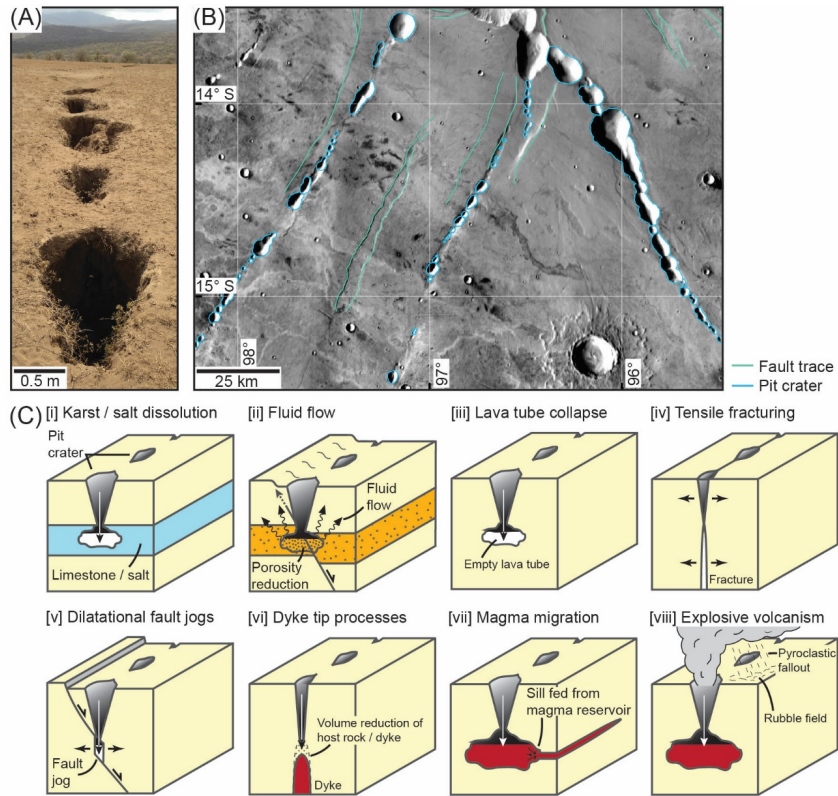 (A)
0.5 m
(B)
14° S
15° S
98°
97°
96°
25 km
Fault trace
Pit crater
(C)
[i] Karst / salt dissolution
Pit
crater
Limestone / salt
[ii] Fluid flow
Fluid
flow
Porosity
reduction
[iii] Lava tube collapse
Empty lava tube
[iv] Tensile fracturing
Fracture
[v] Dilatational fault jogs
Fault
jog
[vi] Dyke tip processes
Volume reduction of
host rock / dyke
Dyke
[vii] Magma migration
Sill fed from
magma reservoir
[viii] Explosive volcanism
Pyroclastic
fallout
Rubble field